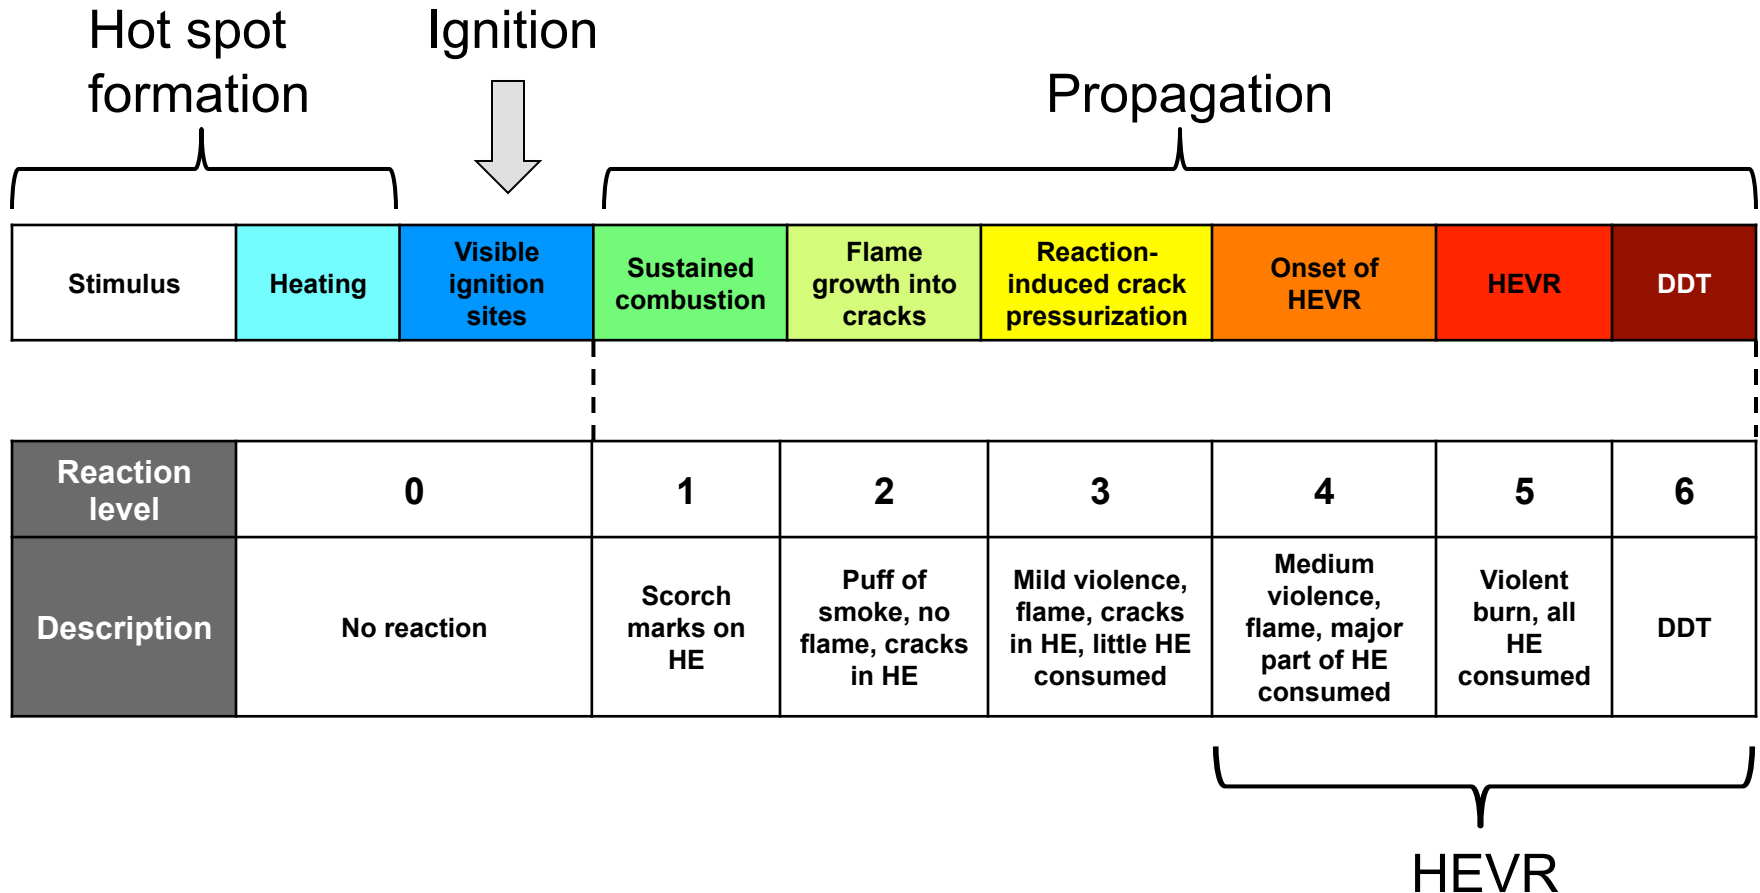 Hot spot
formation
Ignition
Propagation
Stimulus
Heating
Visible
ignition
sites
Sustained
combustion
Flame
growth into
cracks
Reaction-
induced crack
pressurization
Onset of
HEVR
HEVR
DDT
Reaction
level
0
1
2
3
4
5
6
Description
No reaction
Scorch
marks on
HE
Puff of
smoke, no
flame, cracks
in HE
Mild violence,
flame, cracks
in HE, little HE
consumed
Medium
violence,
flame, major
part of HE
consumed
Violent
burn, all
HE
consumed
DDT
HEVR